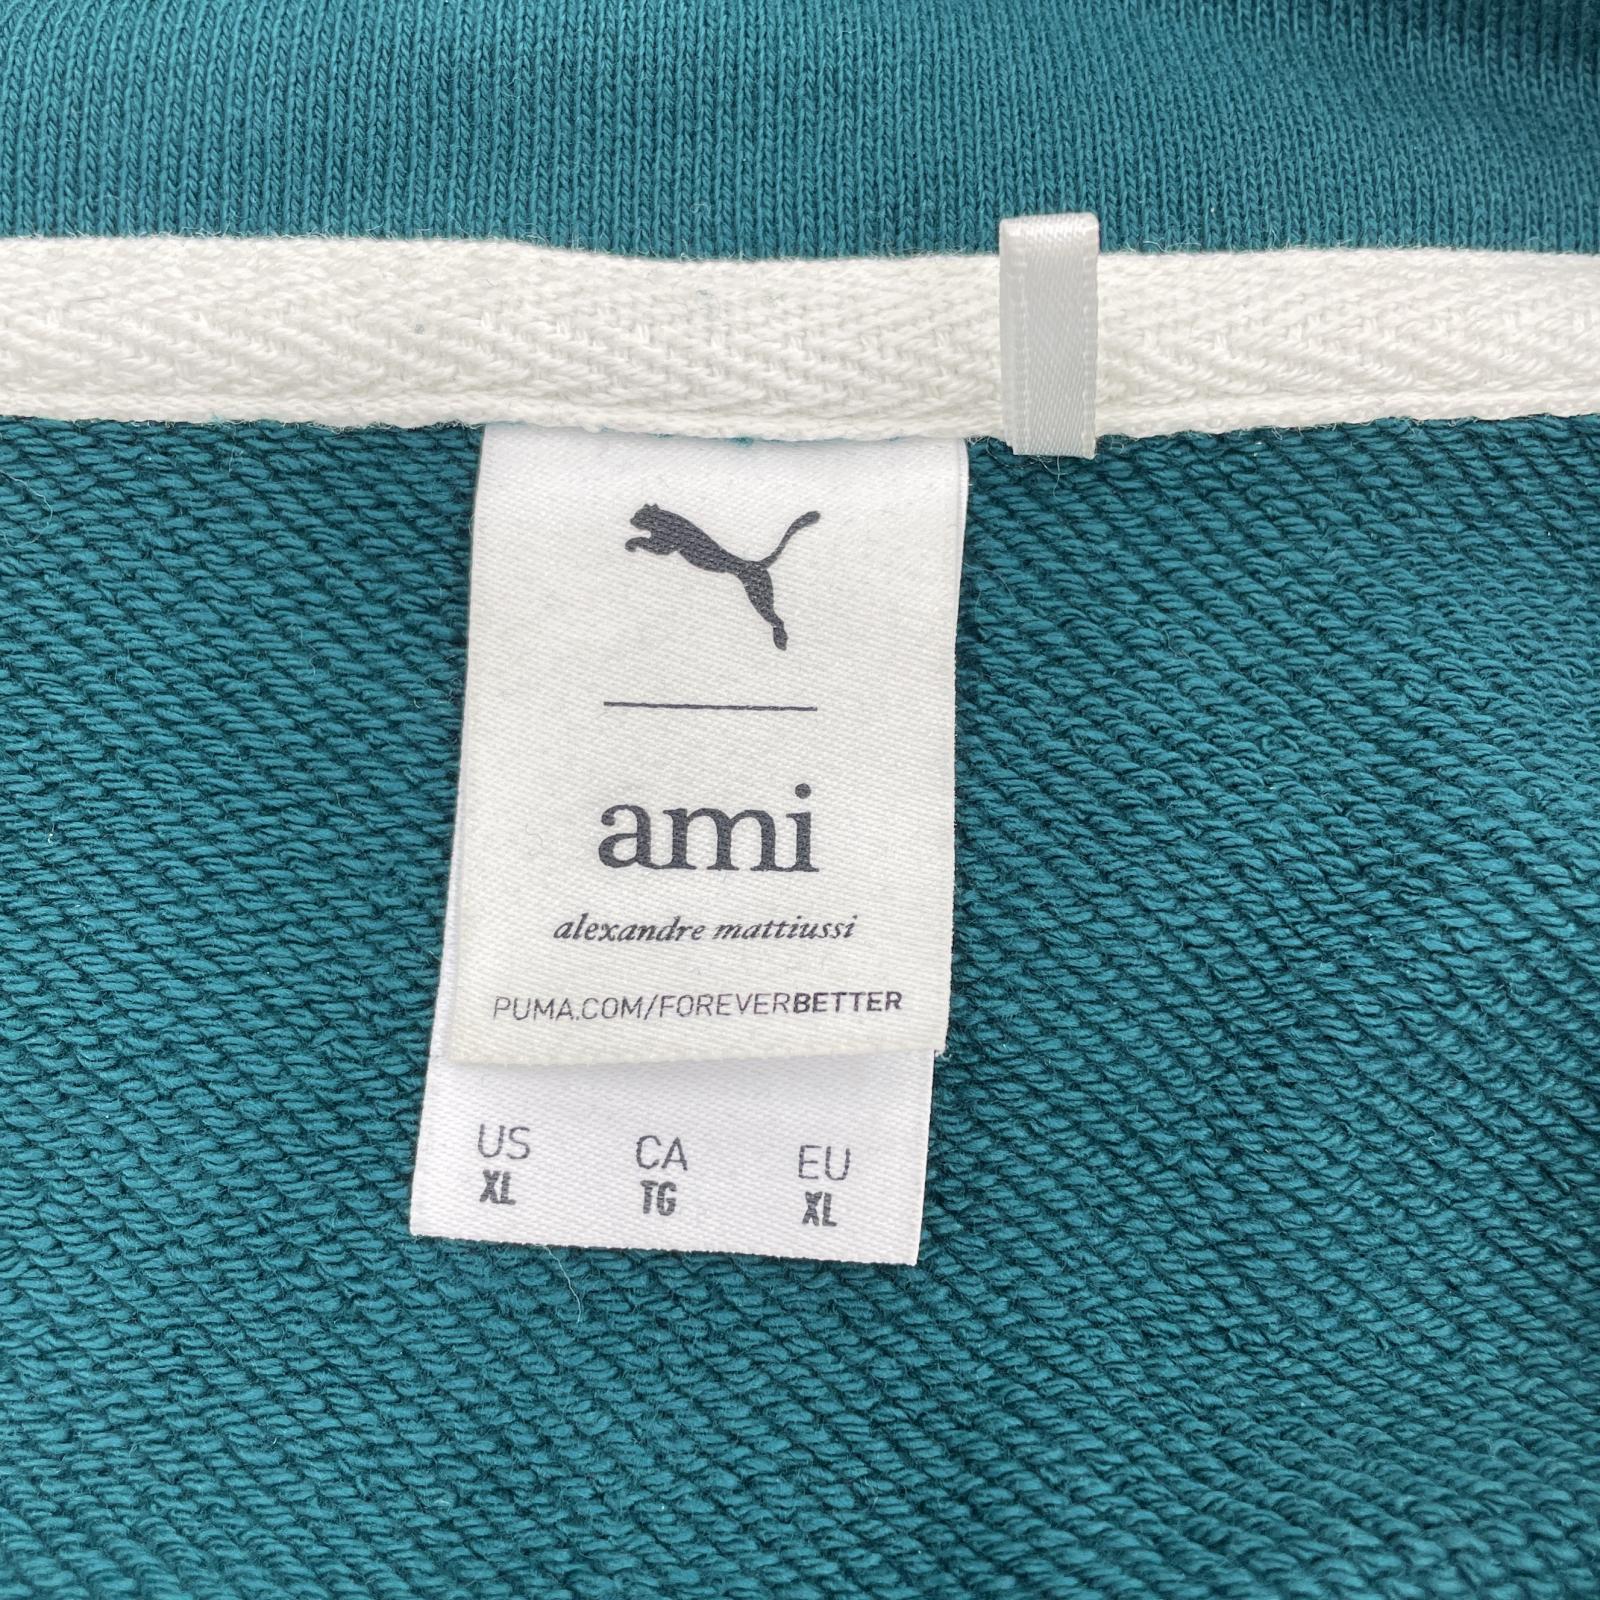 ami
alexandre mattiussi
PUMA.COM/FOREVERBETTER
US CA EU
XL TG XL